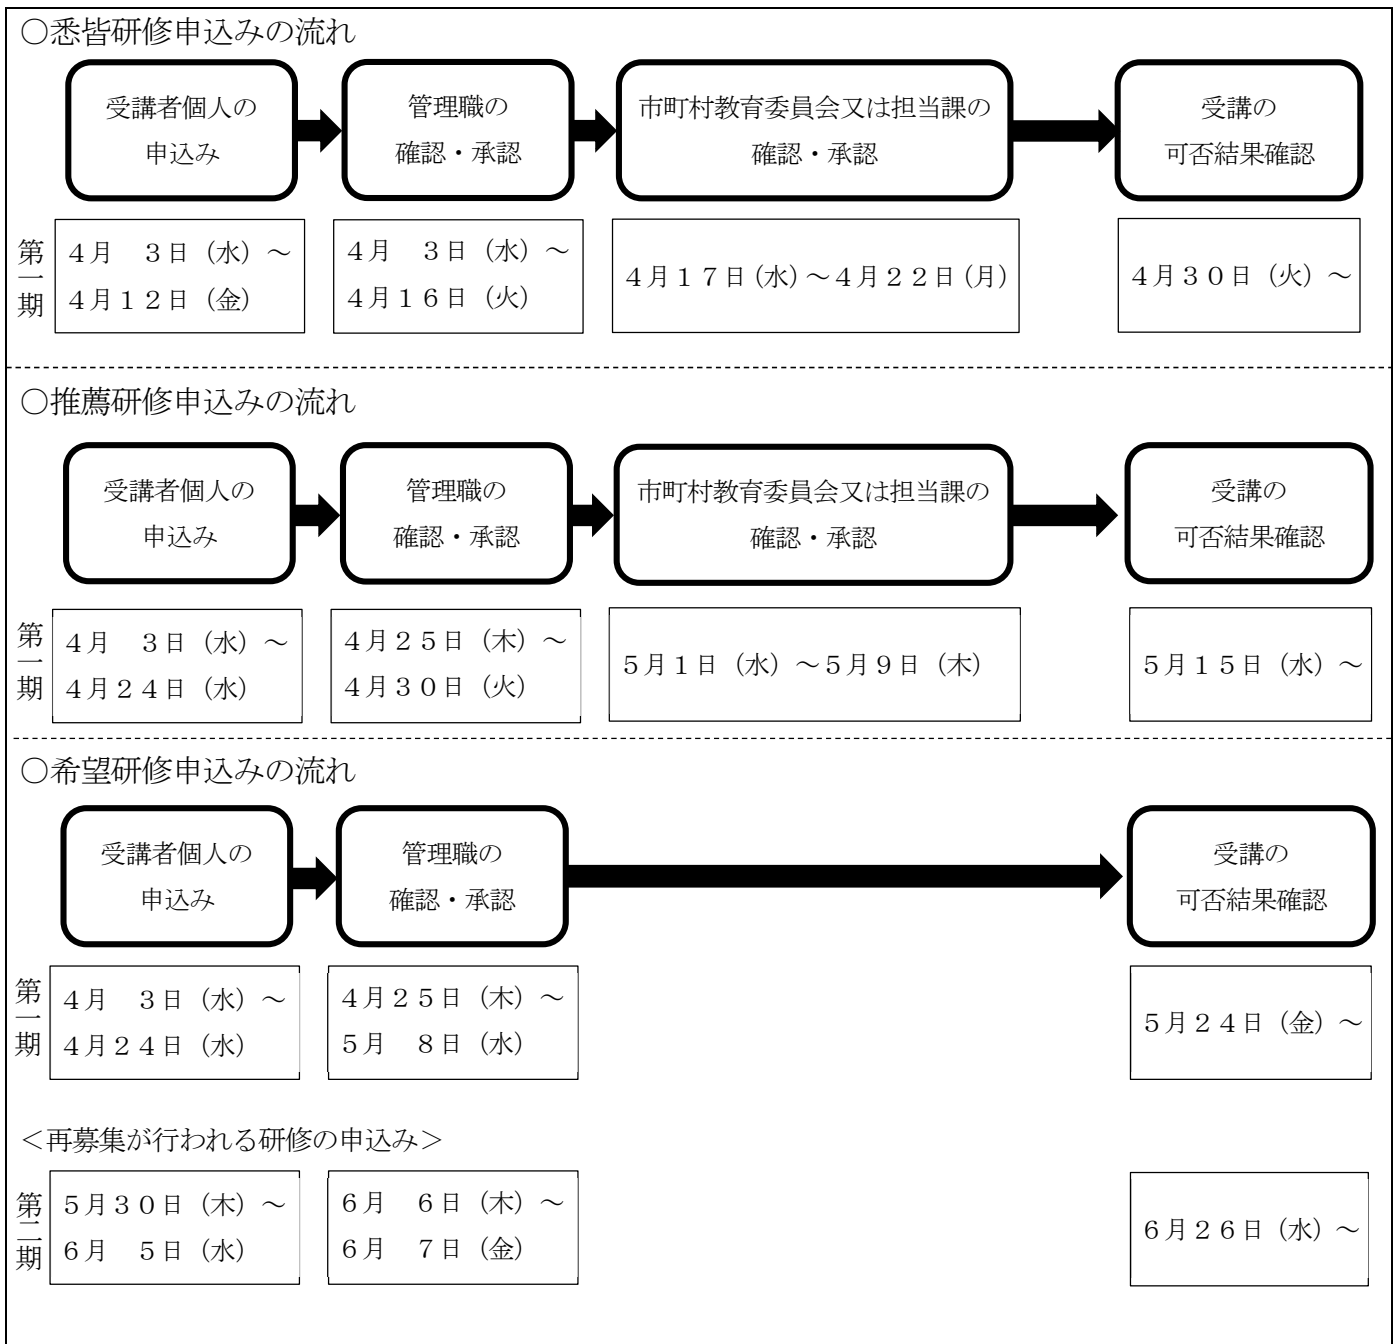 ○悉皆研修申込みの流れ
受講者個人の
申込み
管理職の
確認・承認
市町村教育委員会又は担当課の
確認・承認
受講の
可否結果確認
第一期
４月　３日（水）～
４月１２日（金）
４月　３日（水）～
４月１６日（火）
４月１７日（水）～４月２２日（月）
４月３０日（火）～
○推薦研修申込みの流れ
受講者個人の
申込み
管理職の
確認・承認
市町村教育委員会又は担当課の
確認・承認
受講の
可否結果確認
第一期
４月　３日（水）～
４月２４日（水）
４月２５日（木）～
４月３０日（火）
５月１日（水）～５月９日（木）
５月１５日（水）～
○希望研修申込みの流れ
受講者個人の
申込み
管理職の
確認・承認
受講の
可否結果確認
第一期
４月　３日（水）～
４月２４日（水）
４月２５日（木）～
５月　８日（水）
５月２４日（金）～
＜再募集が行われる研修の申込み＞
第二期
５月３０日（木）～
６月　５日（水）
６月　６日（木）～
６月　７日（金）
６月２６日（水）～